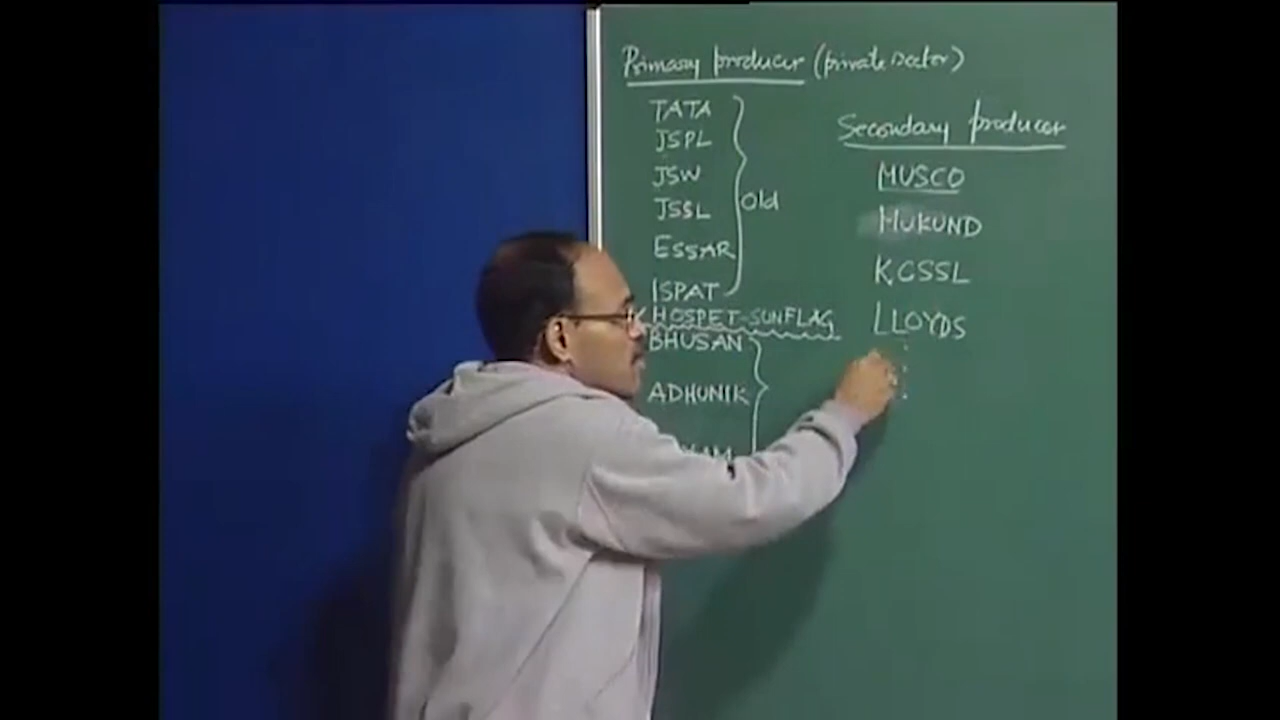 Primary producer (private sector)
TATA
JSPL
JSW
JSSL
ESSAR
ISPAT
Old
HOSPET-SUNFLAG
BHUSAN
ADHUNIK
Secondary producer
MUSCO
MUKUND
KCSSL
LLOYDS